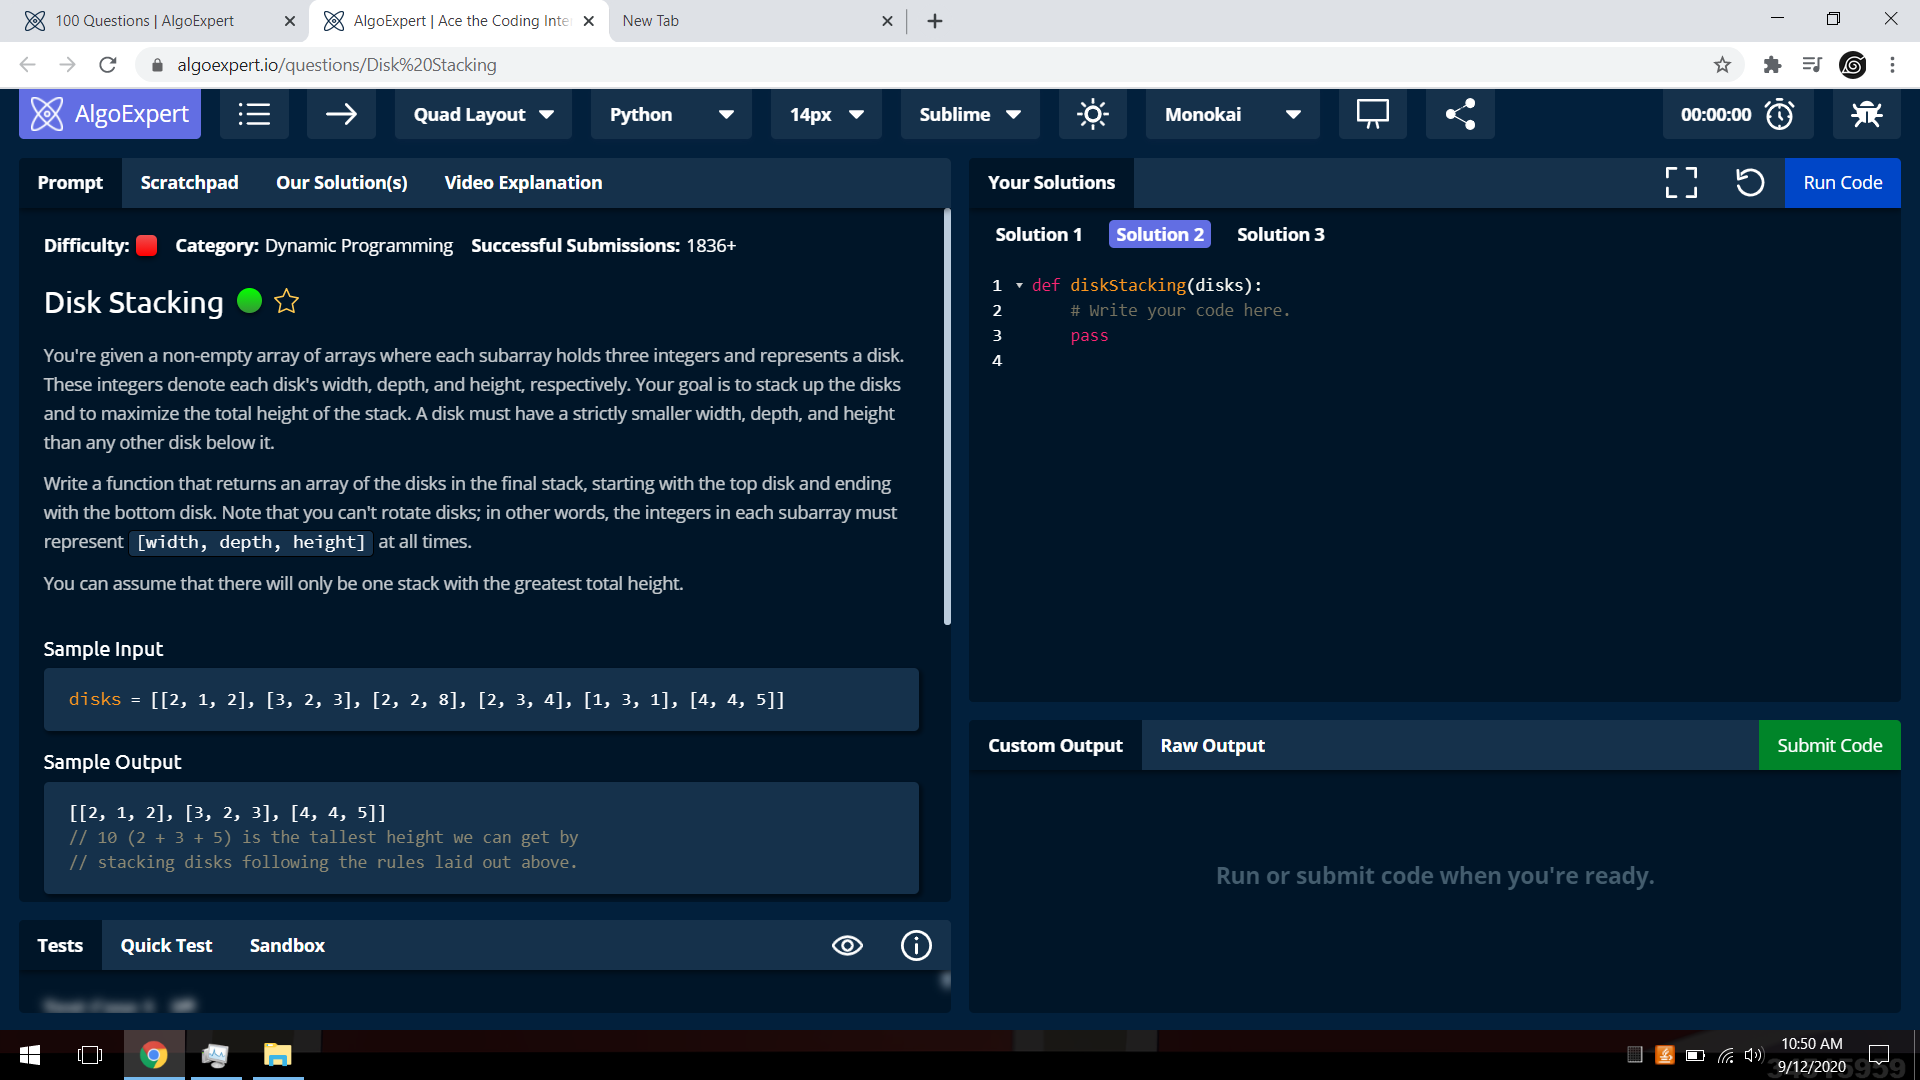 100 Questions | AlgoExpert
AlgoExpert | Ace the Coding Inte
New Tab
algoexpert.io/questions/Disk%20Stacking
AlgoExpert
Quad Layout
Python
14px
Sublime
Monokai
00:00:00
Prompt
Scratchpad
Our Solution(s)
Video Explanation
Difficulty: Category: Dynamic Programming Successful Submissions: 1836+
Disk Stacking
You're given a non-empty array of arrays where each subarray holds three integers and represents a disk.
These integers denote each disk's width, depth, and height, respectively. Your goal is to stack up the disks
and to maximize the total height of the stack. A disk must have a strictly smaller width, depth, and height
than any other disk below it.
Write a function that returns an array of the disks in the final stack, starting with the top disk and ending
with the bottom disk. Note that you can't rotate disks; in other words, the integers in each subarray must
represent [width, depth, height] at all times.
You can assume that there will only be one stack with the greatest total height.
Sample Input
disks = [[2, 1, 2], [3, 2, 3], [2, 2, 8], [2, 3, 4], [1, 3, 1], [4, 4, 5]]
Sample Output
[[2, 1, 2], [3, 2, 3], [4, 4, 5]]
// 10 (2 + 3 + 5) is the tallest height we can get by
// stacking disks following the rules laid out above.
Tests
Quick Test
Sandbox
Your Solutions
Run Code
Solution 1
Solution 2
Solution 3
1 def diskStacking(disks):
2 # Write your code here.
3 pass
4
Custom Output
Raw Output
Submit Code
Run or submit code when you're ready.
10:50 AM
9/12/2020